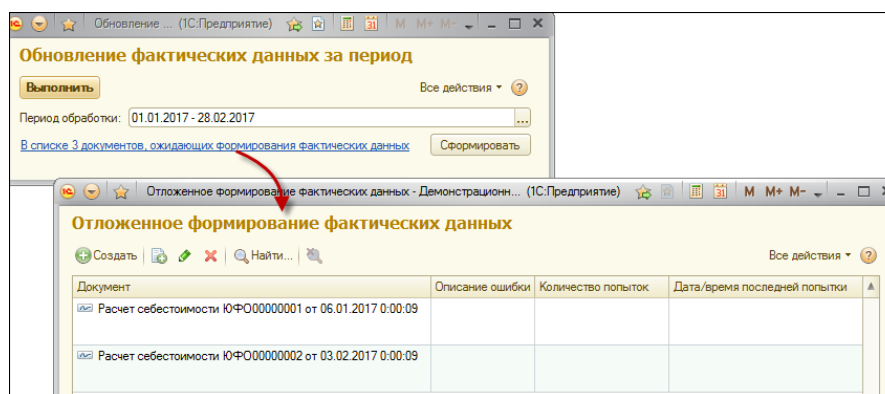 Обновление ... (1С:Предприятие) M M+ M-
Обновление фактических данных за период
Выполнить Все действия ?
Период обработки: 01.01.2017 - 28.02.2017 ...
В списке 3 документов, ожидающих формирования фактических данных Сформировать
Отложенное формирование фактических данных - Демонстрационн... (1С:Предприятие) M M+ M-
Отложенное формирование фактических данных
Создать Найти... Все действия ?
Документ Описание ошибки Количество попыток Дата/время последней попытки
Расчет себестоимости ЮФО00000001 от 06.01.2017 0:00:09
Расчет себестоимости ЮФО00000002 от 03.02.2017 0:00:09